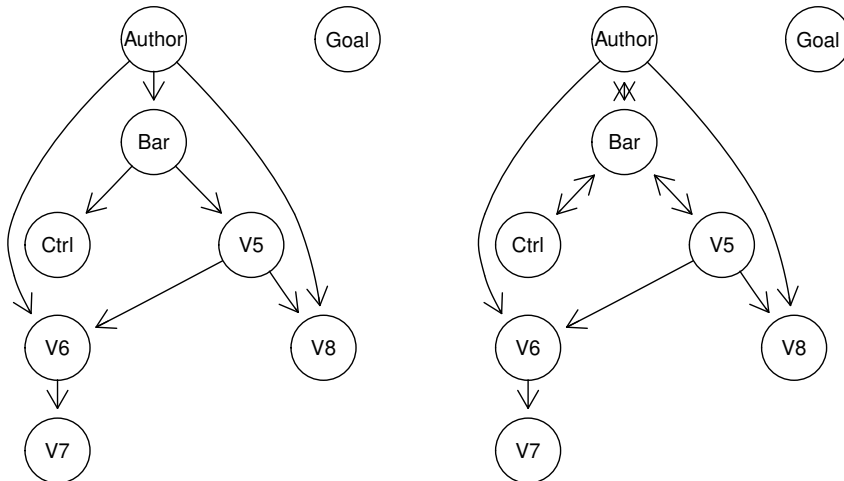 Author
Goal
Bar
Ctrl
V5
V6
V8
V7
Author
Goal
Bar
Ctrl
V5
V6
V8
V7